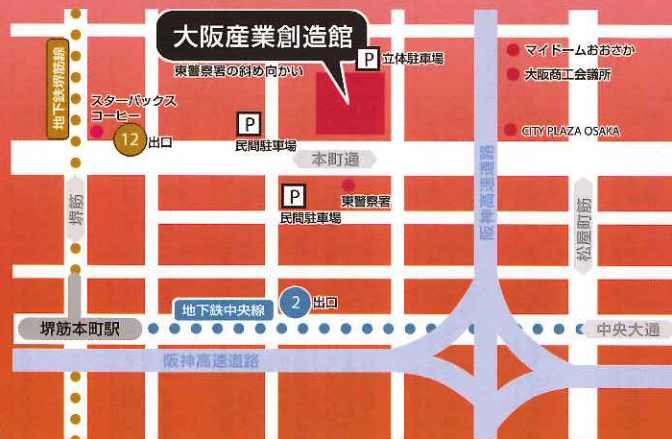 大阪産業創造館
東警察署の斜め向かい
P
立体駐車場
マイドームおおさか
大阪商工会議所
CITY PLAZA OSAKA
地下鉄堺筋線
スターバックス
コーヒー
12
出口
P
民間駐車場
本町通
P
民間駐車場
東警察署
堺筋
阪神高速道路
松屋町筋
地下鉄中央線
2
出口
堺筋本町駅
中央大通
阪神高速道路